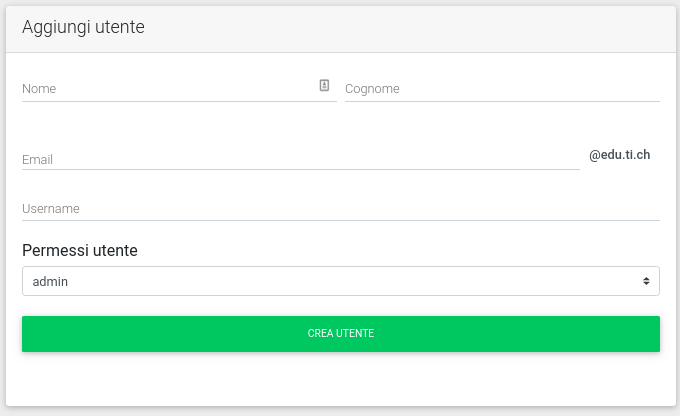 Aggiungi utente
Nome
Cognome
Email
@edu.ti.ch
Username
Permessi utente
admin
CREA UTENTE